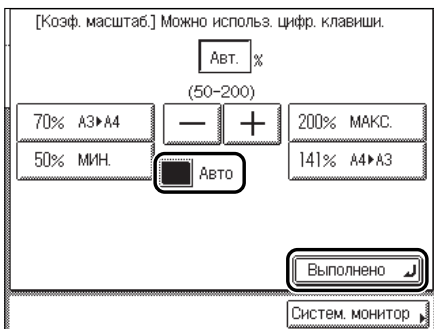 [Коэф. масштаб.] Можно использ. цифр. клавиши.
Авт. %
(50-200)
70% A3▶A4 — + 200% МАКС.
50% МИН. Авто 141% A4▶A3
Выполнено
Систем. монитор